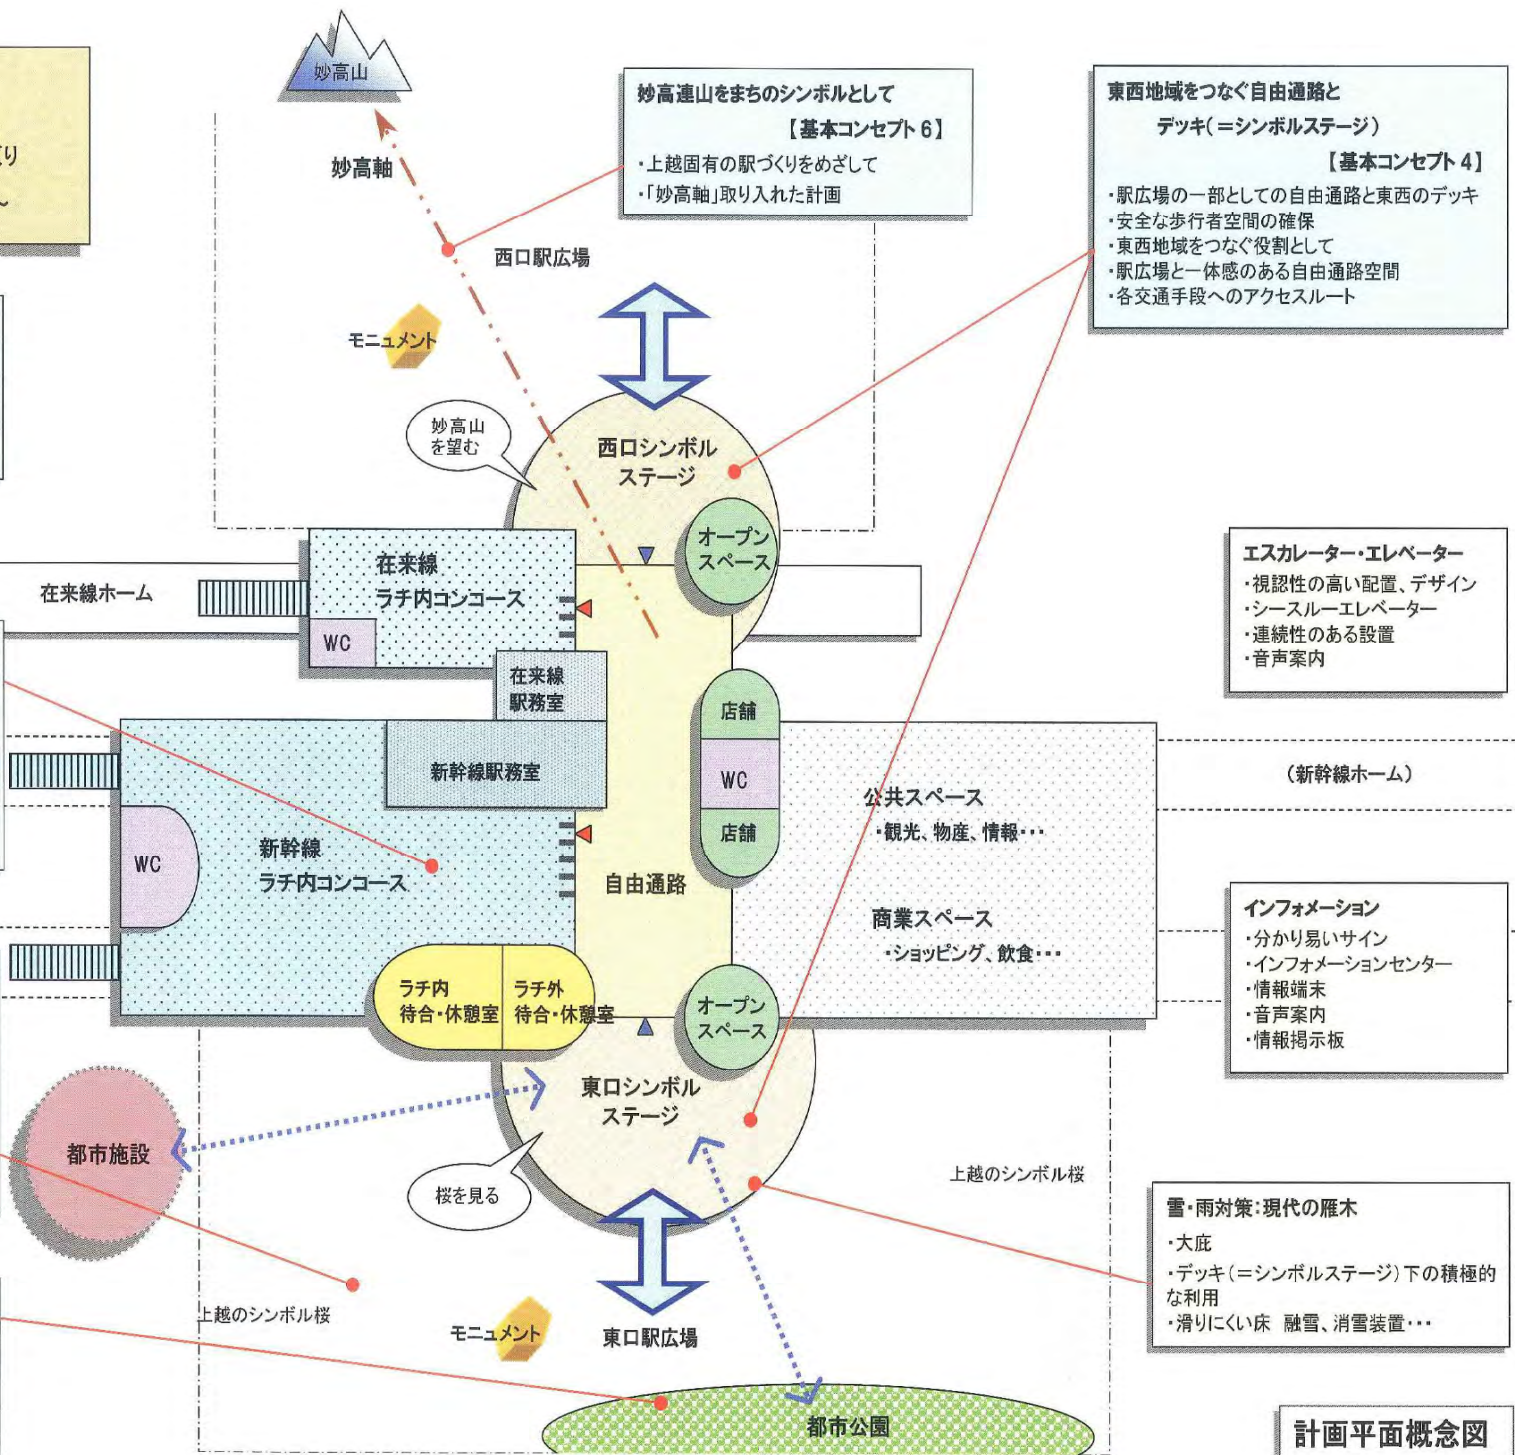 妙高山
妙高軸
り
～
妙高連山をまちのシンボルとして
【基本コンセプト6】
・上越固有の駅づくりをめざして
・「妙高軸」取り入れた計画
東西地域をつなぐ自由通路と
デッキ(＝シンボルステージ)
【基本コンセプト4】
・駅広場の一部としての自由通路と東西のデッキ
・安全な歩行者空間の確保
・東西地域をつなぐ役割として
・駅広場と一体感のある自由通路空間
・各交通手段へのアクセスルート
西口駅広場
モニュメント
妙高山
を望む
西口シンボル
ステージ
オープン
スペース
在来線
ラチ内コンコース
在来線ホーム
WC
在来線
駅務室
エスカレーター・エレベーター
・視認性の高い配置、デザイン
・シースルーエレベーター
・連続性のある設置
・音声案内
店舗
WC
店舗
新幹線駅務室
(新幹線ホーム)
公共スペース
・観光、物産、情報･･･
WC
新幹線
ラチ内コンコース
自由通路
商業スペース
・ショッピング、飲食･･･
インフォメーション
・分かり易いサイン
・インフォメーションセンター
・情報端末
・音声案内
・情報掲示板
ラチ内
待合・休憩室
ラチ外
待合・休憩室
オープン
スペース
東口シンボル
ステージ
都市施設
桜を見る
上越のシンボル桜
雪・雨対策：現代の雁木
・大庇
・デッキ(＝シンボルステージ)下の積極的
な利用
・滑りにくい床　融雪、消雪装置･･･
上越のシンボル桜
モニュメント
東口駅広場
都市公園
計画平面概念図